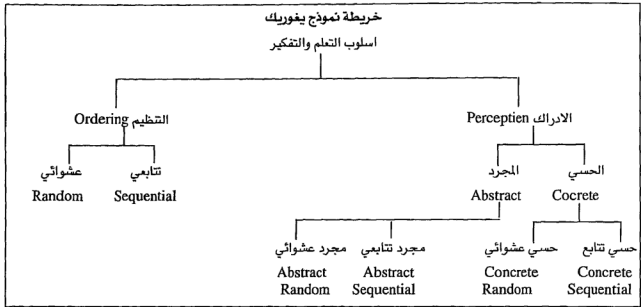 خريطة نموذج يغوريك
اسلوب التعلم والتفكير
الادراك Perceptien
التنظيم Ordering
الحسي
المجرد
تتابعي
عشوائي
Cocrete
Abstract
Sequential
Random
حسي تتابع
حسي عشوائي
مجرد تتابعي
مجرد عشوائي
Concrete
Concrete
Abstract
Abstract
Sequential
Random
Sequential
Random